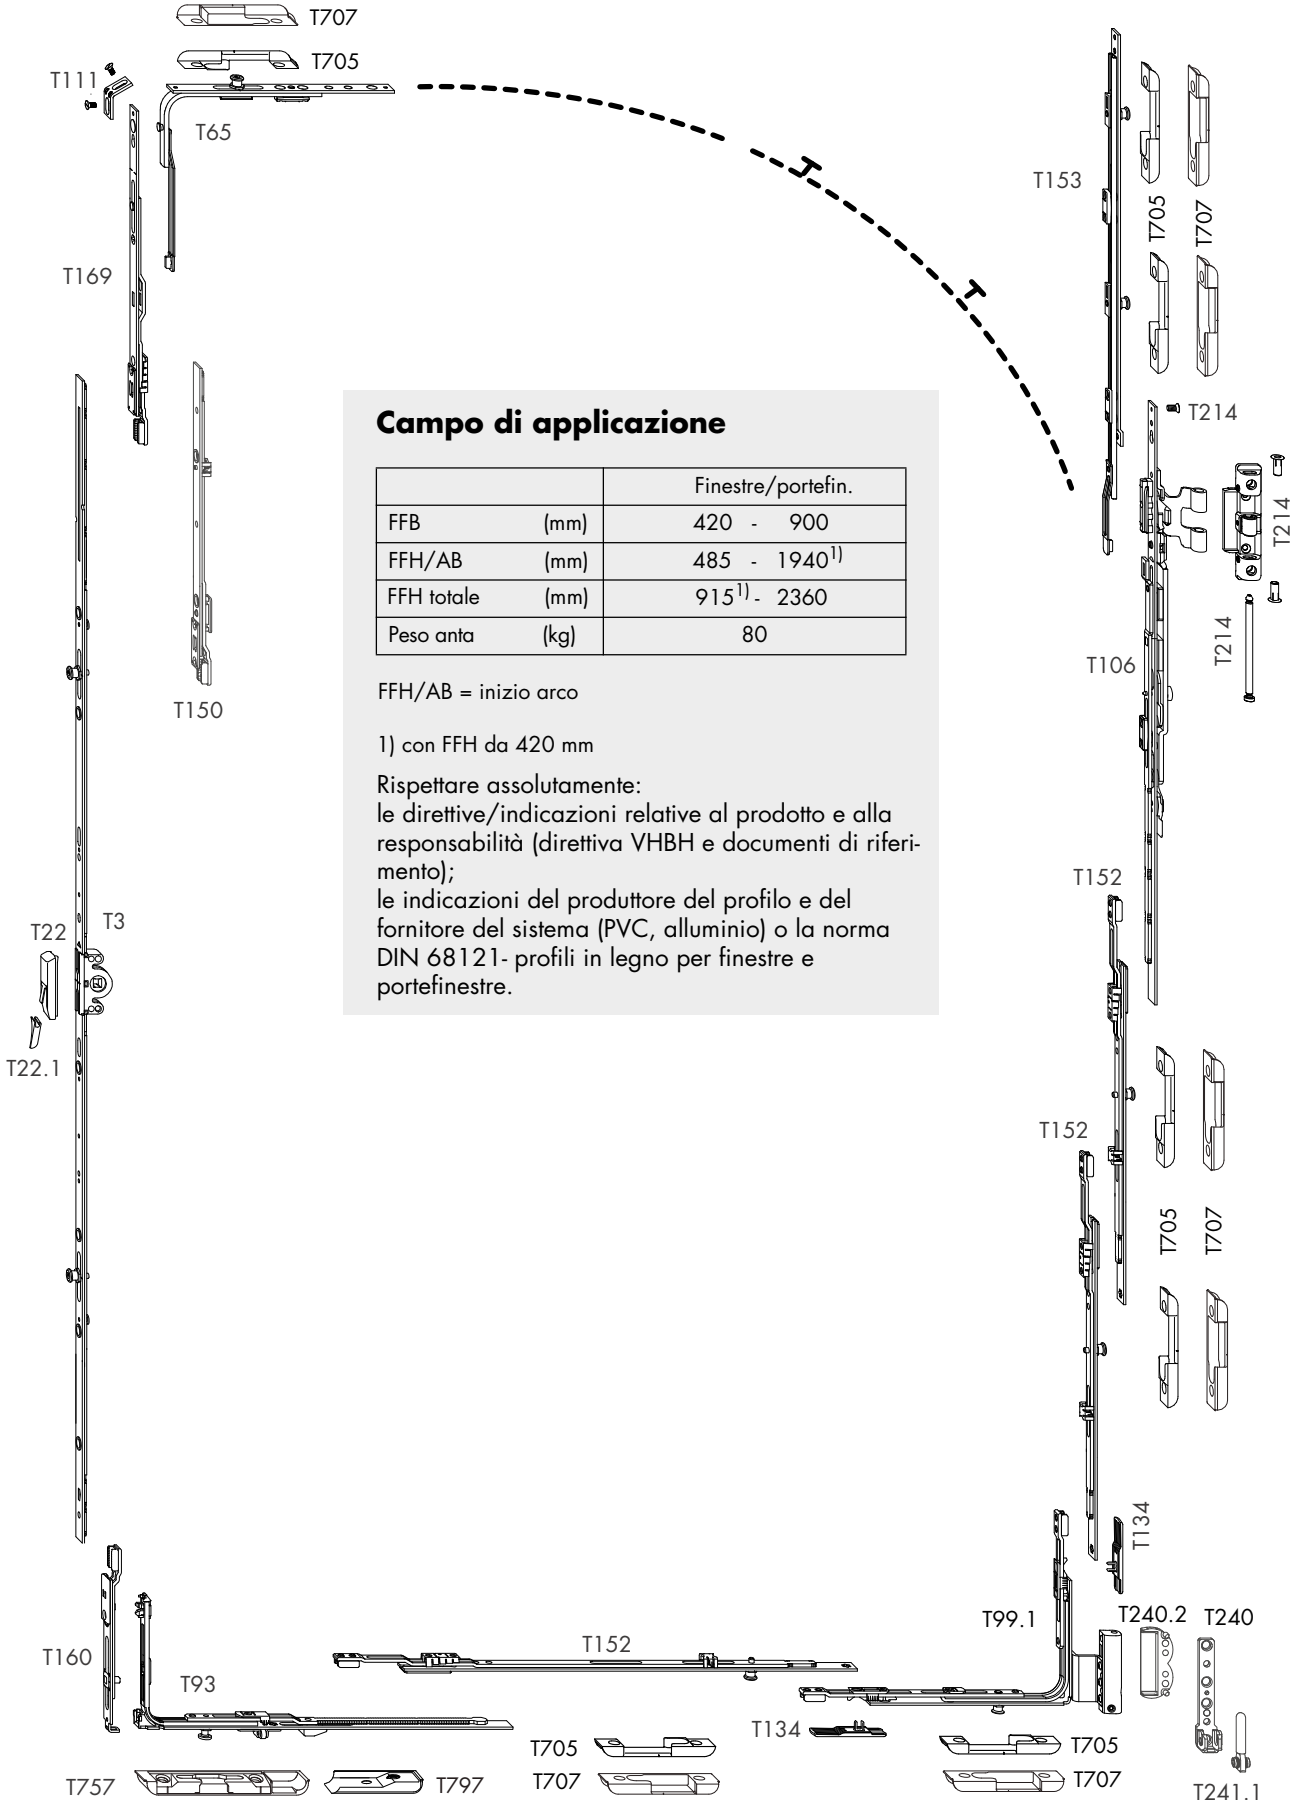 T707
T705
T111
T65
T153
T705
T707
T169
T214
T214
T214
T106
T150
Campo di applicazione
Finestre/portefin.
FFB (mm) 420 - 900
FFH/AB (mm) 485 - 1940 1)
FFH totale (mm) 915 1) - 2360
Peso anta (kg) 80
FFH/AB = inizio arco
1) con FFH da 420 mm
Rispettare assolutamente:
le direttive/indicazioni relative al prodotto e alla
responsabilità (direttiva VHBH e documenti di riferi-
mento);
le indicazioni del produttore del profilo e del
fornitore del sistema (PVC, alluminio) o la norma
DIN 68121- profili in legno per finestre e
portefinestre.
T152
T22
T3
T22.1
T152
T705
T707
T134
T99.1
T240.2
T240
T160
T152
T93
T134
T705
T705
T757
T797
T707
T707
T241.1